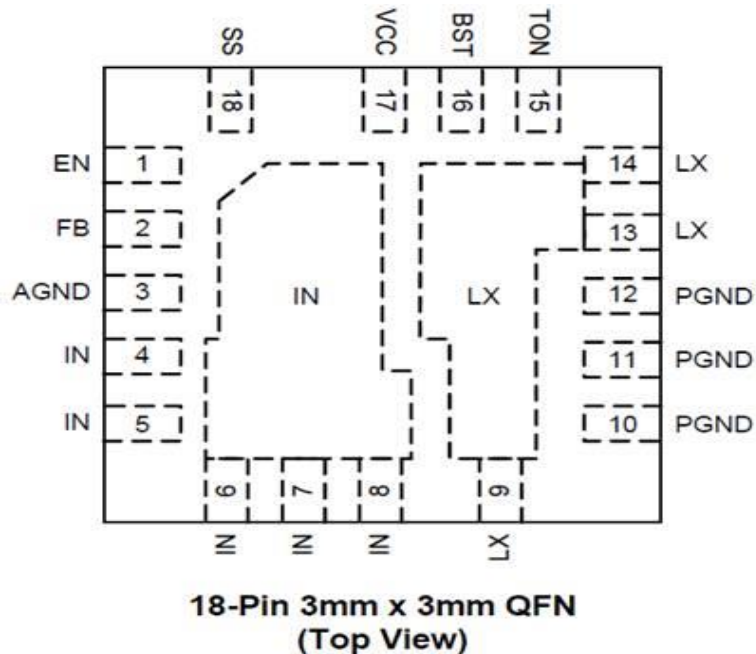 SS
VCC
BST
TON
18
17
16
15
EN 1
14 LX
FB 2
13 LX
AGND 3
IN
LX
12 PGND
IN 4
11 PGND
IN 5
10 PGND
6
7
8
9
IN
IN
IN
LX
18-Pin 3mm x 3mm QFN
(Top View)